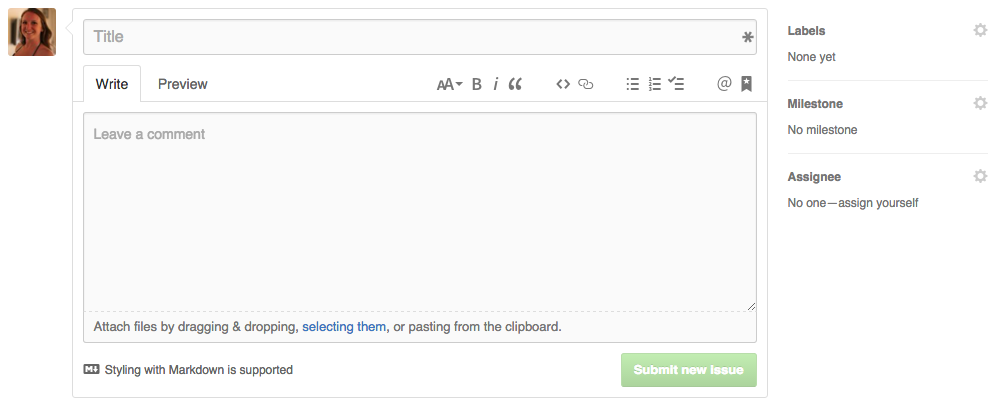 Title
Write Preview AA B i “ @
Leave a comment
Attach files by dragging & dropping, selecting them, or pasting from the clipboard.
Styling with Markdown is supported
Submit new issue
Labels
None yet
Milestone
No milestone
Assignee
No one—assign yourself